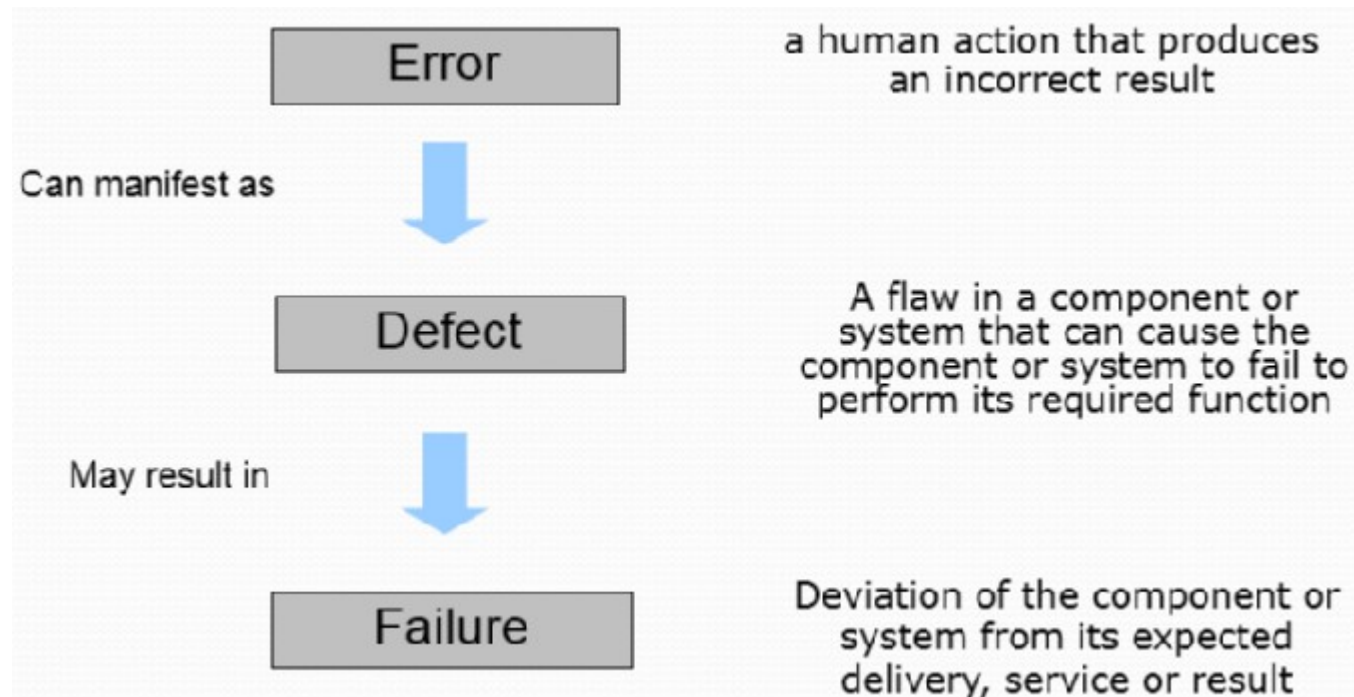 Error
a human action that produces
an incorrect result
Can manifest as
Defect
A flaw in a component or
system that can cause the
component or system to fail to
perform its required function
May result in
Failure
Deviation of the component or
system from its expected
delivery, service or result